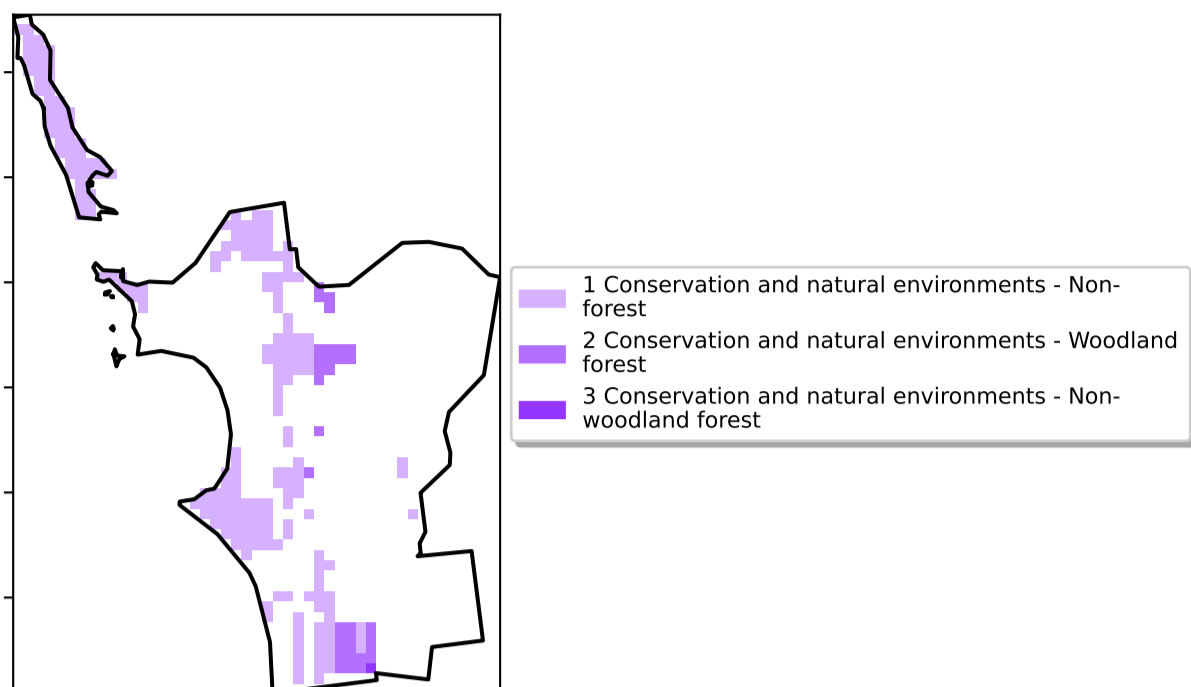 1 Conservation and natural environments - Non-
forest
2 Conservation and natural environments - Woodland
forest
3 Conservation and natural environments - Non-
woodland forest